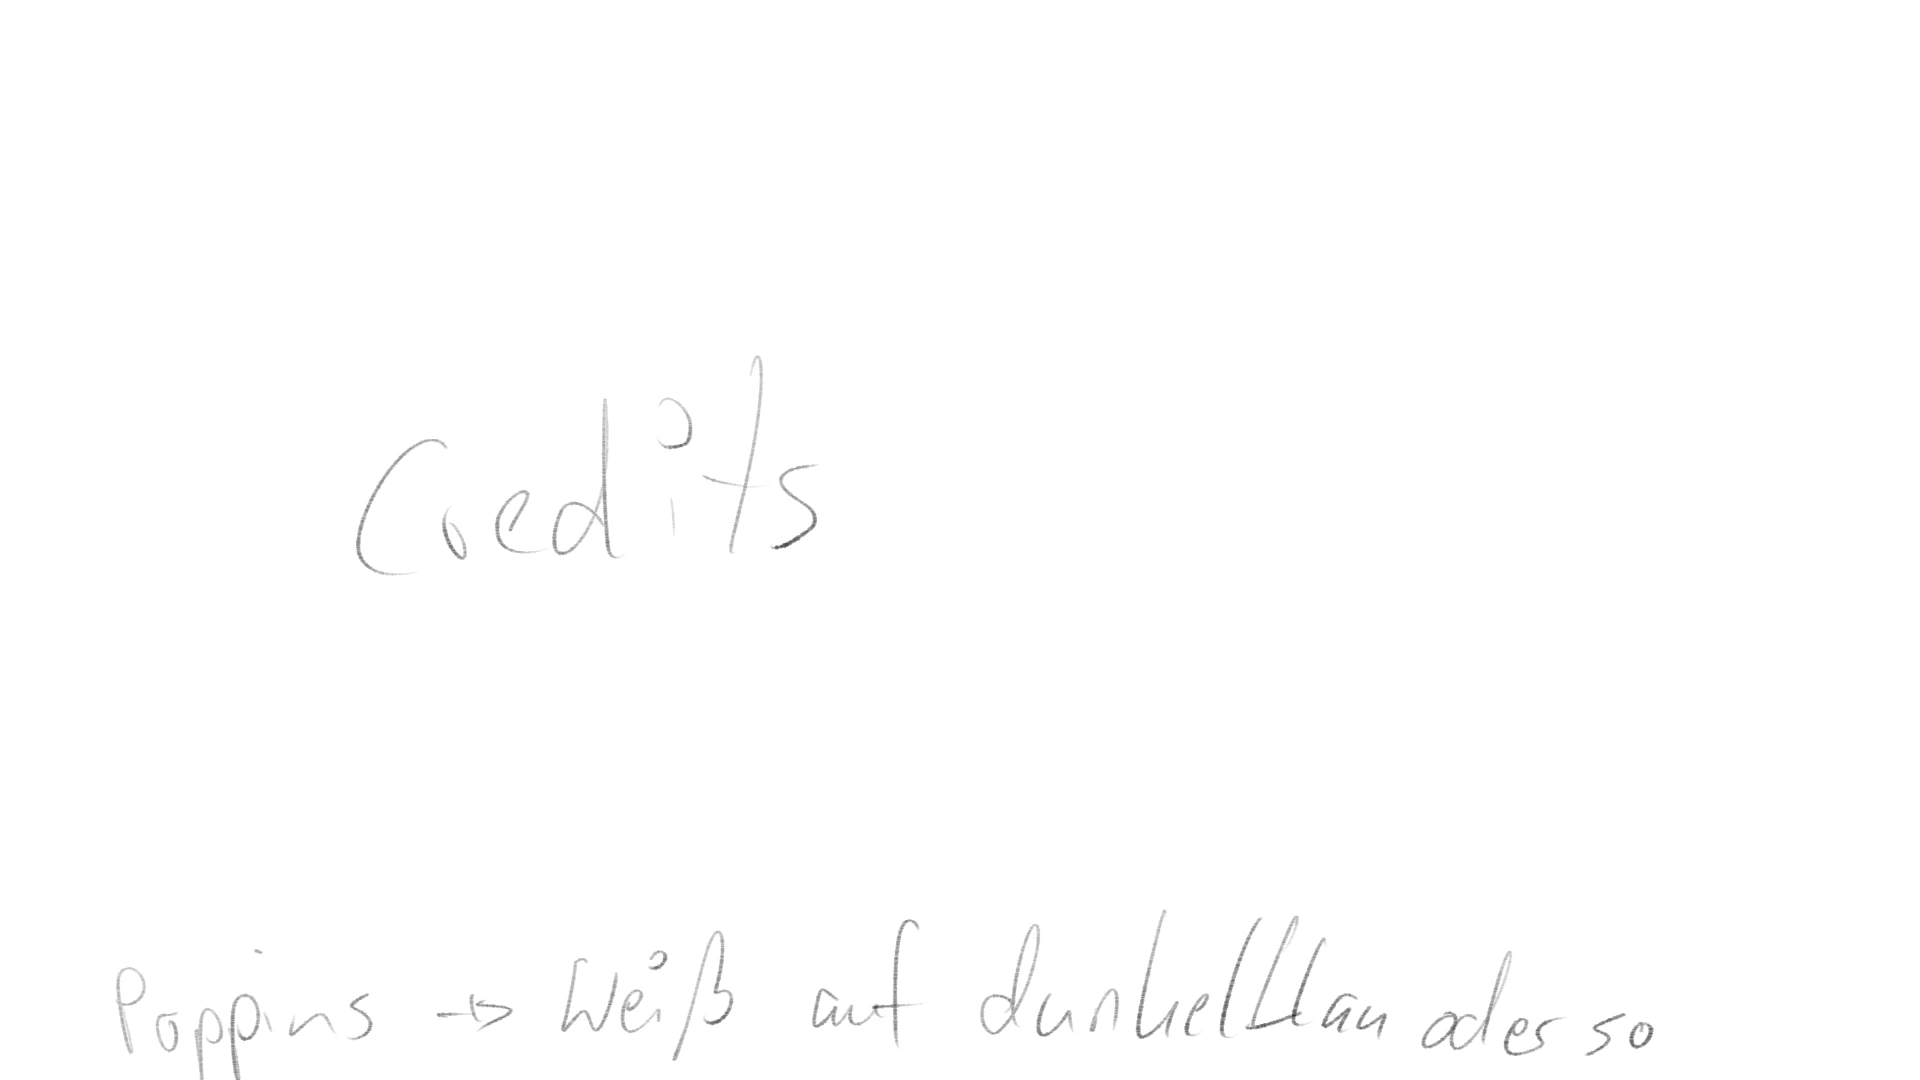 Credits
Poppins → Weiß auf dunkelblau oder so